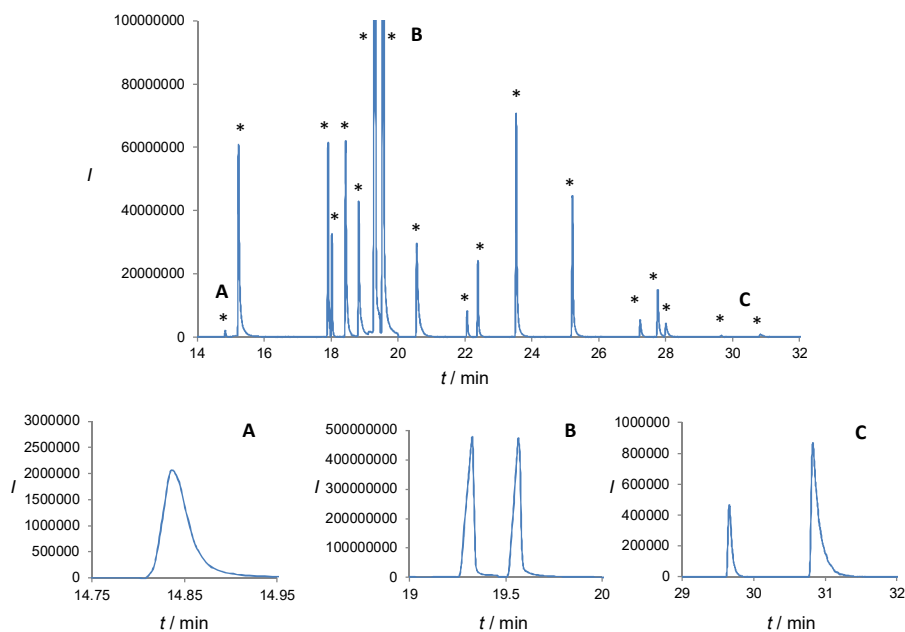 100000000
80000000
60000000
40000000
20000000
0
I
A
B
C
* * * * * * * * * * * * * * * * * *
14 16 18 20 22 24 26 28 30 32
t / min
A
3000000
2500000
2000000
1500000
1000000
500000
0
I
14.75 14.85 14.95
t / min
B
500000000
400000000
300000000
200000000
100000000
0
I
19 19.5 20
t / min
C
1000000
800000
600000
400000
200000
0
I
29 30 31 32
t / min